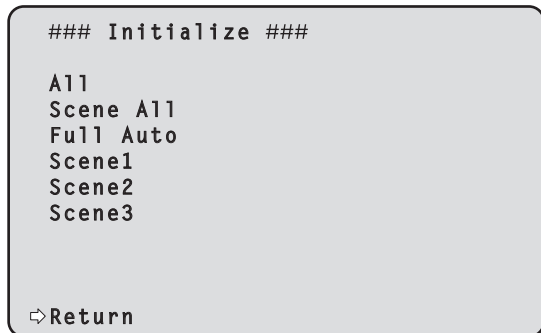 ### Initialize ###
All
Scene All
Full Auto
Scene1
Scene2
Scene3
⇨Return